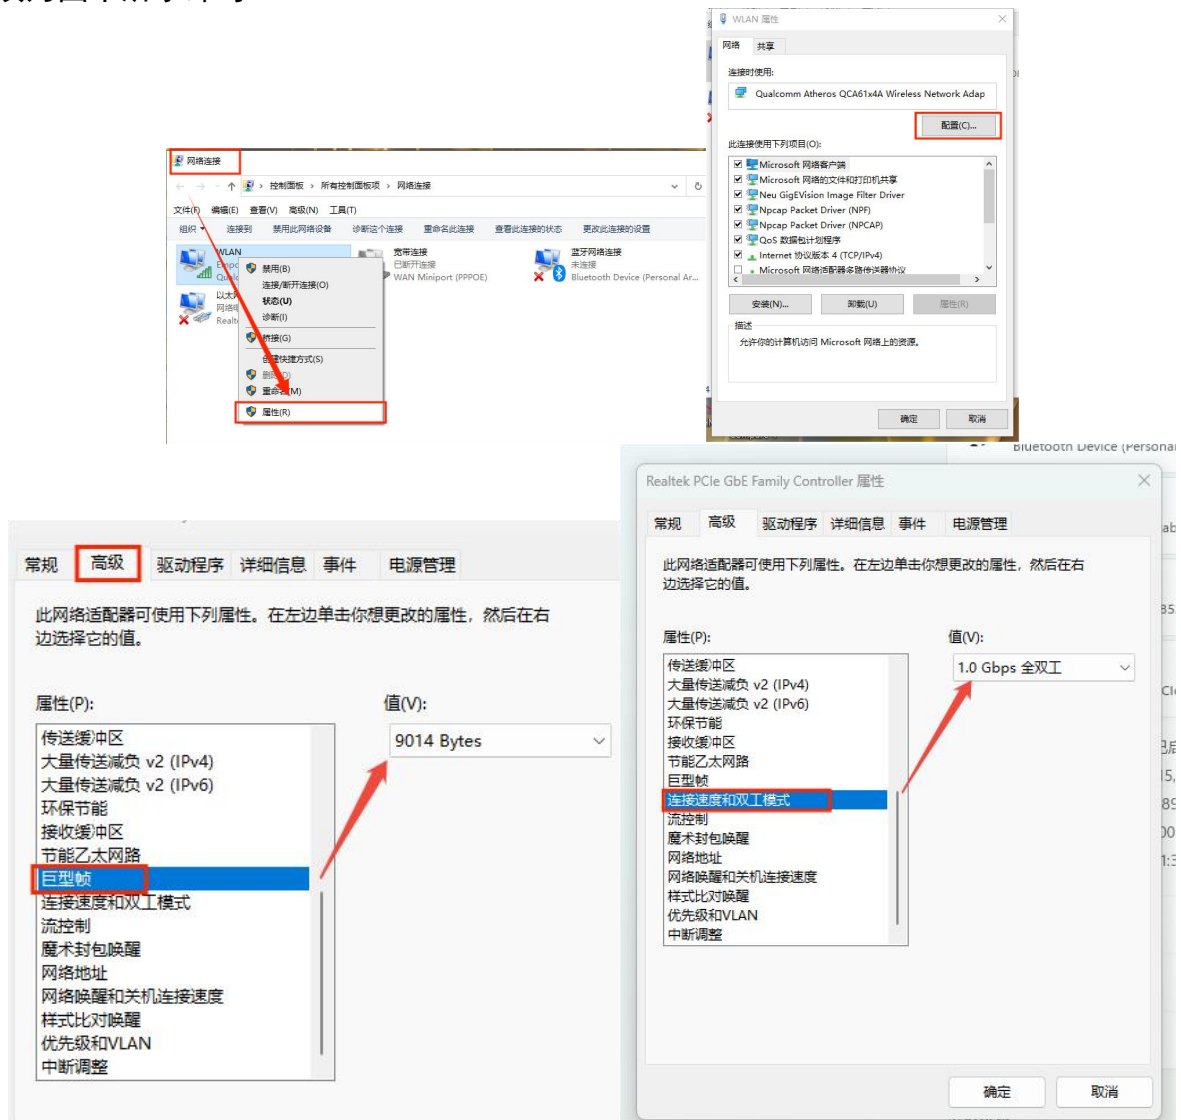 网络连接
控制面板 › 所有控制面板项 › 网络连接
文件(F) 编辑(E) 查看(V) 高级(N) 工具(T)
组织 连接到 禁用此网络设备 诊断这个连接 重命名此连接 查看此连接的状态 更改此连接的设置
WLAN
宽带连接
已断开连接
WAN Miniport (PPPOE)
蓝牙网络连接
未连接
Bluetooth Device (Personal Ar...
Realt
禁用(B)
连接/断开连接(O)
状态(U)
诊断(I)
桥接(G)
创建快捷方式(S)
删除(D)
重命名(M)
属性(R)
WLAN 属性
网络 共享
连接时使用:
Qualcomm Atheros QCA61x4A Wireless Network Adap
配置(C)...
此连接使用下列项目(O):
Microsoft 网络客户端
Microsoft 网络的文件和打印机共享
Neu GigEVision Image Filter Driver
Npcap Packet Driver (NPF)
Npcap Packet Driver (NPCAP)
QoS 数据包计划程序
Internet 协议版本 4 (TCP/IPv4)
Microsoft 网络适配器多路传送器协议
安装(N)... 卸载(U) 属性(R)
描述
允许你的计算机访问 Microsoft 网络上的资源。
确定 取消
常规 高级 驱动程序 详细信息 事件 电源管理
此网络适配器可使用下列属性。在左边单击你想更改的属性，然后在右
边选择它的值。
属性(P): 值(V):
9014 Bytes
传送缓冲区
大量传送减负 v2 (IPv4)
大量传送减负 v2 (IPv6)
环保节能
接收缓冲区
节能乙太网路
巨型帧
连接速度和双工模式
流控制
魔术封包唤醒
网络地址
网络唤醒和关机连接速度
样式比对唤醒
优先级和VLAN
中断调整
Bluetooth Device (Persona
Realtek PCIe GbE Family Controller 属性
常规 高级 驱动程序 详细信息 事件 电源管理
此网络适配器可使用下列属性。在左边单击你想更改的属性，然后在右
边选择它的值。
属性(P): 值(V):
1.0 Gbps 全双工
传送缓冲区
大量传送减负 v2 (IPv4)
大量传送减负 v2 (IPv6)
环保节能
接收缓冲区
节能乙太网路
巨型帧
连接速度和双工模式
流控制
魔术封包唤醒
网络地址
网络唤醒和关机连接速度
样式比对唤醒
优先级和VLAN
中断调整
确定 取消